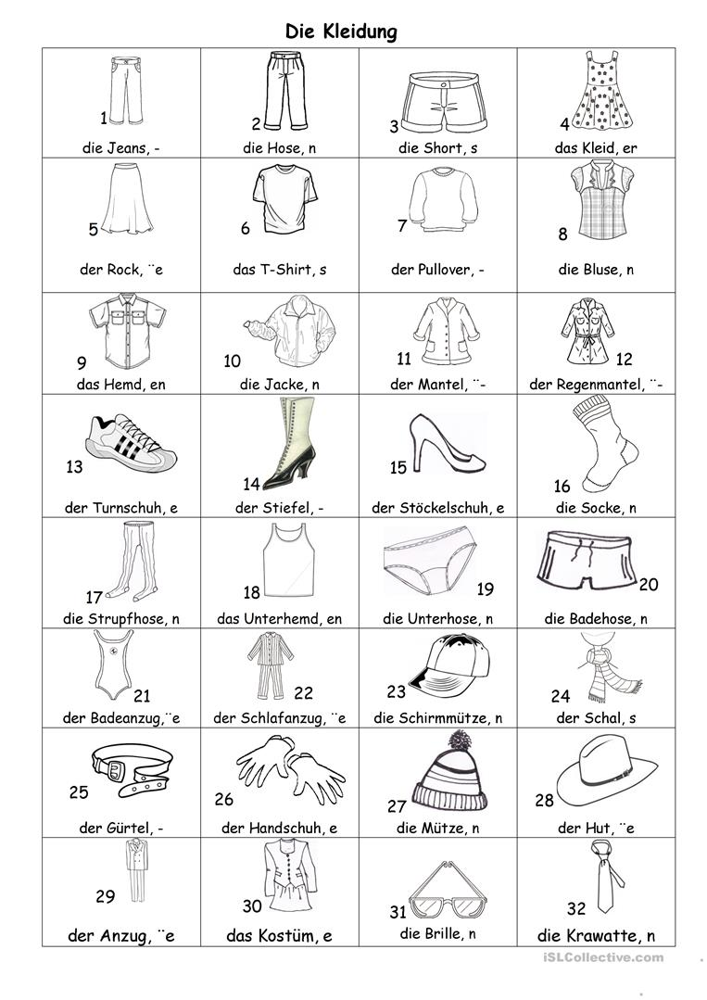 Die Kleidung
1
die Jeans, -
2
die Hose, n
3
die Short, s
4
das Kleid, er
5
der Rock, ¨e
6
das T-Shirt, s
7
der Pullover, -
8
die Bluse, n
9
das Hemd, en
10
die Jacke, n
11
der Mantel, ¨-
12
der Regenmantel, ¨-
13
der Turnschuh, e
14
der Stiefel, -
15
der Stöckelschuh, e
16
die Socke, n
17
die Strupfhose, n
18
das Unterhemd, en
19
die Unterhose, n
20
die Badehose, n
21
der Badeanzug,¨e
22
der Schlafanzug, ¨e
23
die Schirmmütze, n
24
der Schal, s
25
der Gürtel, -
26
der Handschuh, e
27
die Mütze, n
28
der Hut, ¨e
29
der Anzug, ¨e
30
das Kostüm, e
31
die Brille, n
32
die Krawatte, n
iSLCollective.com